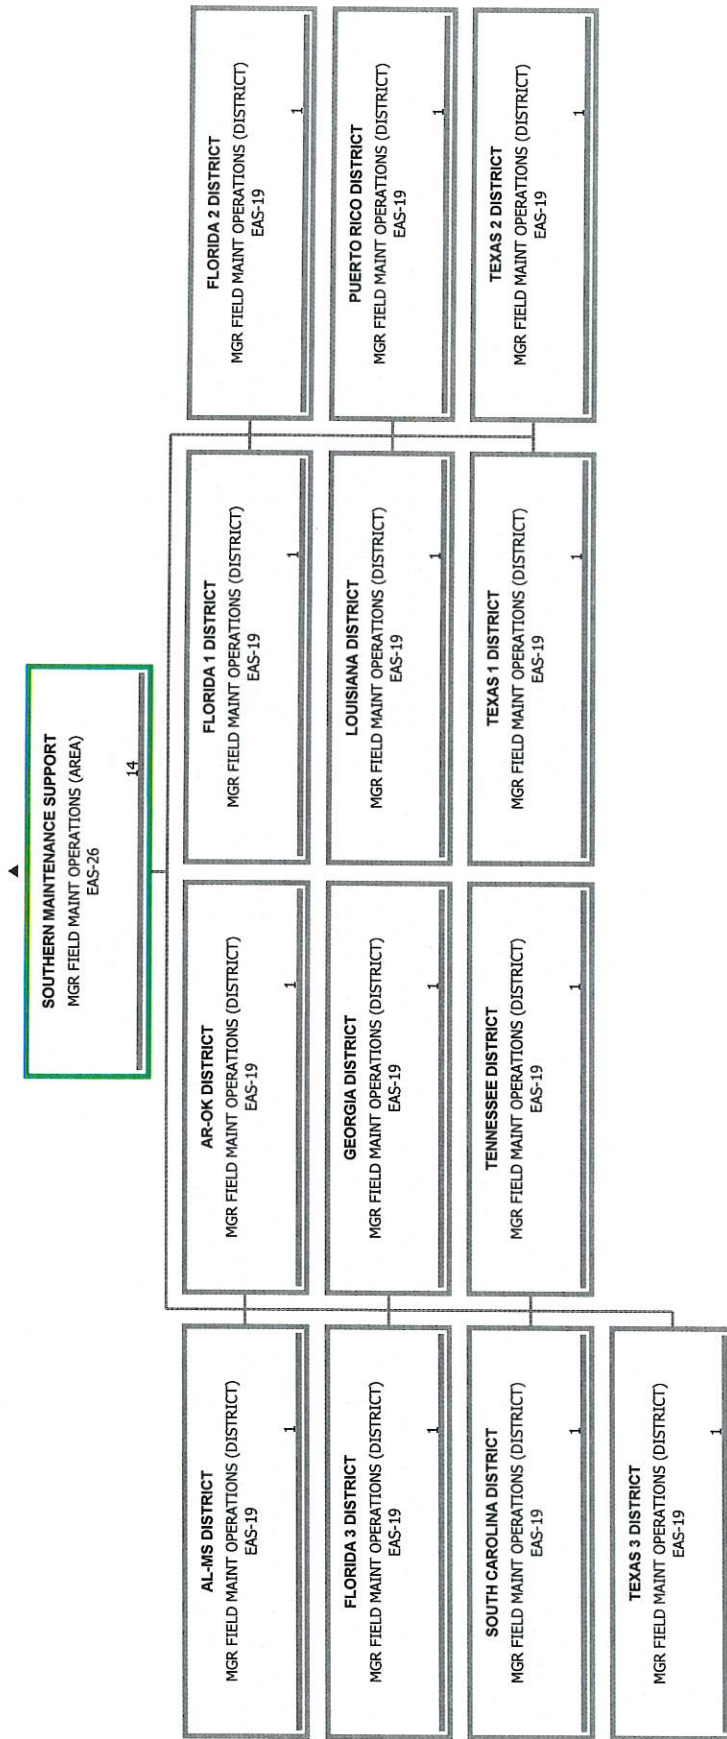 SOUTHERN MAINTENANCE SUPPORT
MGR FIELD MAINT OPERATIONS (AREA)
EAS-26
14
AL-MS DISTRICT
MGR FIELD MAINT OPERATIONS (DISTRICT)
EAS-19
1
AR-OK DISTRICT
MGR FIELD MAINT OPERATIONS (DISTRICT)
EAS-19
1
FLORIDA 1 DISTRICT
MGR FIELD MAINT OPERATIONS (DISTRICT)
EAS-19
1
FLORIDA 2 DISTRICT
MGR FIELD MAINT OPERATIONS (DISTRICT)
EAS-19
1
FLORIDA 3 DISTRICT
MGR FIELD MAINT OPERATIONS (DISTRICT)
EAS-19
1
GEORGIA DISTRICT
MGR FIELD MAINT OPERATIONS (DISTRICT)
EAS-19
1
LOUISIANA DISTRICT
MGR FIELD MAINT OPERATIONS (DISTRICT)
EAS-19
1
PUERTO RICO DISTRICT
MGR FIELD MAINT OPERATIONS (DISTRICT)
EAS-19
1
SOUTH CAROLINA DISTRICT
MGR FIELD MAINT OPERATIONS (DISTRICT)
EAS-19
1
TENNESSEE DISTRICT
MGR FIELD MAINT OPERATIONS (DISTRICT)
EAS-19
1
TEXAS 1 DISTRICT
MGR FIELD MAINT OPERATIONS (DISTRICT)
EAS-19
1
TEXAS 2 DISTRICT
MGR FIELD MAINT OPERATIONS (DISTRICT)
EAS-19
1
TEXAS 3 DISTRICT
MGR FIELD MAINT OPERATIONS (DISTRICT)
EAS-19
1